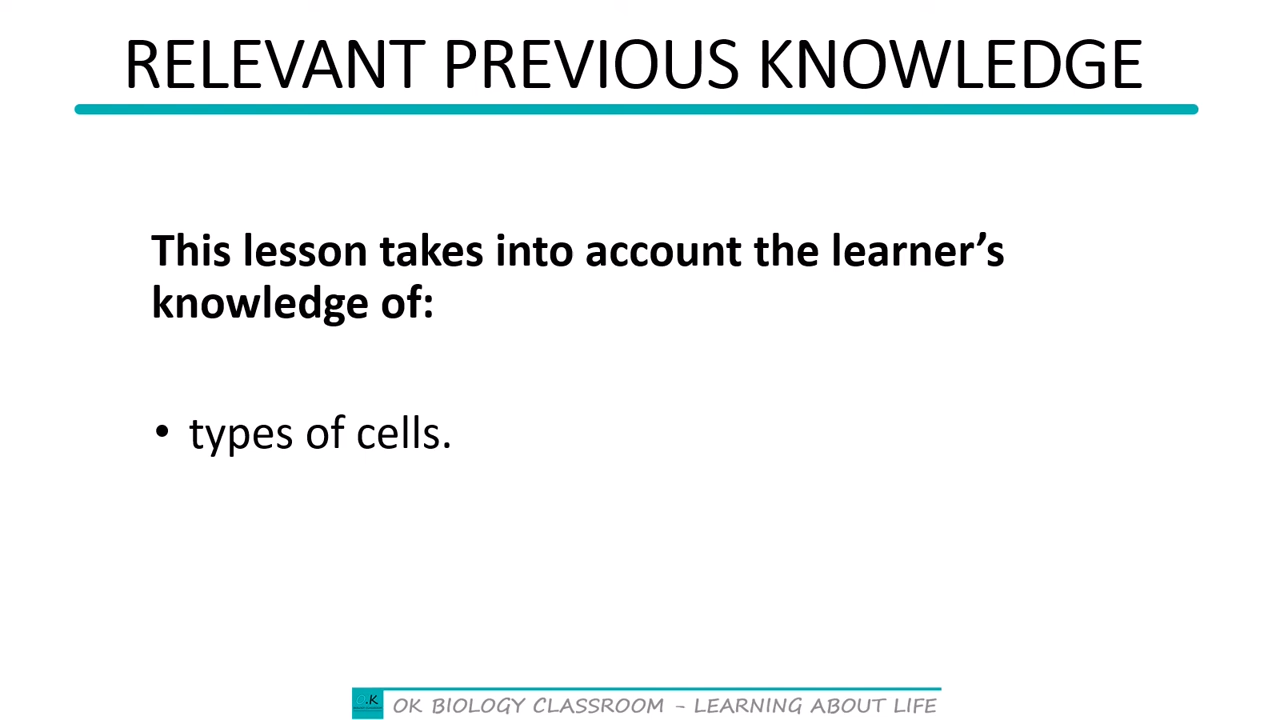 RELEVANT PREVIOUS KNOWLEDGE
This lesson takes into account the learner’s
knowledge of:
• types of cells.
OK BIOLOGY CLASSROOM - LEARNING ABOUT LIFE